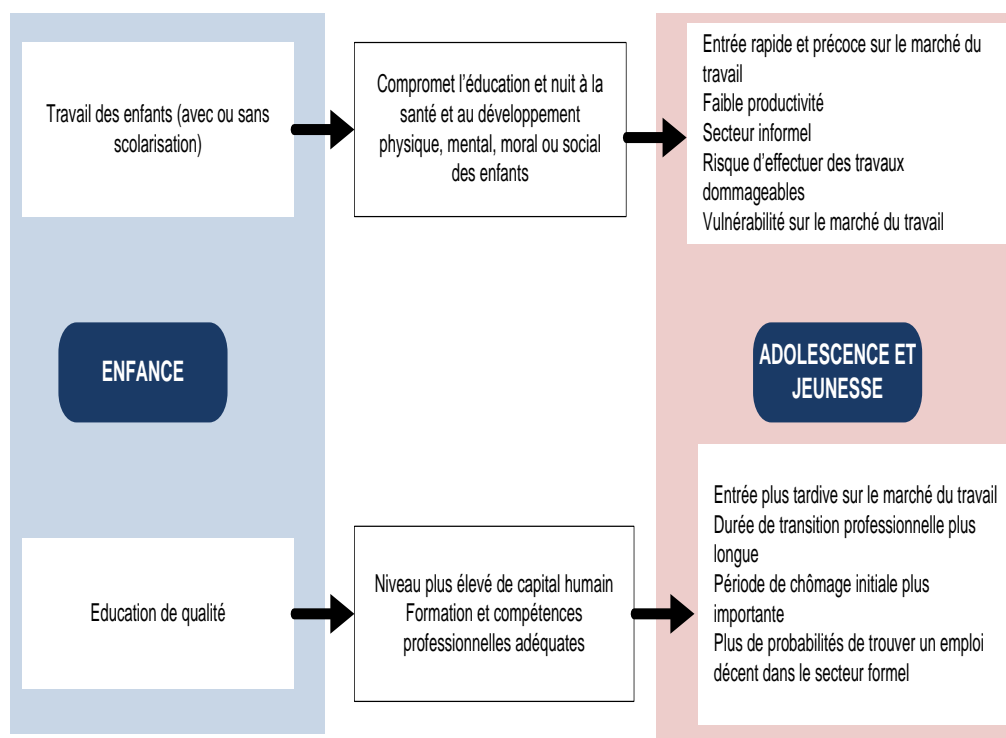 Travail des enfants (avec ou sans
scolarisation)
Compromet l'éducation et nuit à la
santé et au développement
physique, mental, moral ou social
des enfants
Entrée rapide et précoce sur le marché du
travail
Faible productivité
Secteur informel
Risque d'effectuer des travaux
dommageables
Vulnérabilité sur le marché du travail
ENFANCE
ADOLESCENCE ET
JEUNESSE
Education de qualité
Niveau plus élevé de capital humain
Formation et compétences
professionnelles adéquates
Entrée plus tardive sur le marché du travail
Durée de transition professionnelle plus
longue
Période de chômage initiale plus
importante
Plus de probabilités de trouver un emploi
décent dans le secteur formel